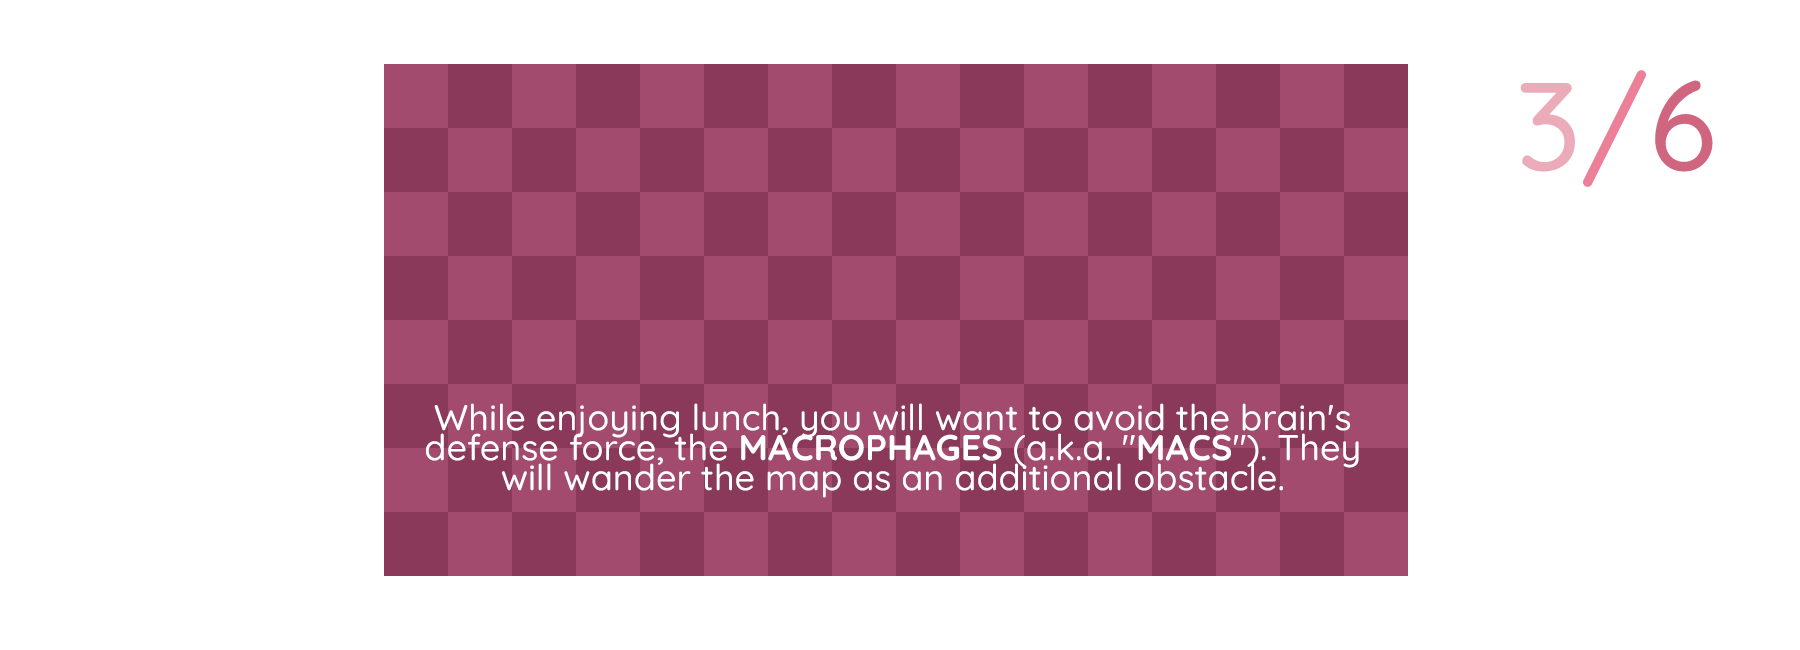 3/6
While enjoying lunch, you will want to avoid the brain's
defense force, the MACROPHAGES (a.k.a. "MACS"). They
will wander the map as an additional obstacle.